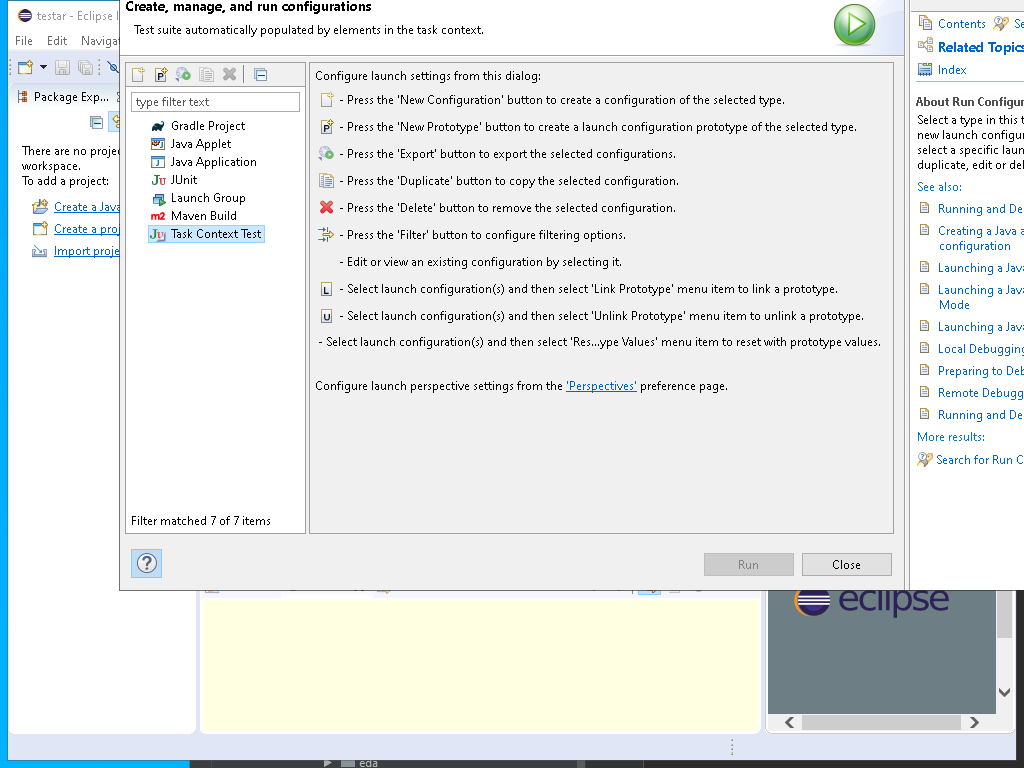 testar - Eclipse I
File Edit Navigat
Package Exp...
There are no proje
workspace.
To add a project:
Create a Java
Create a proj
Import proje
Create, manage, and run configurations
Test suite automatically populated by elements in the task context.
type filter text
Gradle Project
Java Applet
Java Application
JUnit
Launch Group
Maven Build
Task Context Test
Filter matched 7 of 7 items
Configure launch settings from this dialog:
- Press the 'New Configuration' button to create a configuration of the selected type.
- Press the 'New Prototype' button to create a launch configuration prototype of the selected type.
- Press the 'Export' button to export the selected configurations.
- Press the 'Duplicate' button to copy the selected configuration.
- Press the 'Delete' button to remove the selected configuration.
- Press the 'Filter' button to configure filtering options.
- Edit or view an existing configuration by selecting it.
- Select launch configuration(s) and then select 'Link Prototype' menu item to link a prototype.
- Select launch configuration(s) and then select 'Unlink Prototype' menu item to unlink a prototype.
- Select launch configuration(s) and then select 'Res...ype Values' menu item to reset with prototype values.
Configure launch perspective settings from the 'Perspectives' preference page.
Run Close
Contents Se
Related Topics
Index
About Run Configur
Select a type in this t
new launch configu
select a specific laun
duplicate, edit or del
See also:
Running and De
Creating a Java a
configuration
Launching a Java
Launching a Java
Mode
Launching a Java
Local Debugging
Preparing to Deb
Remote Debugg
Running and De
More results:
Search for Run C
eclipse
eda